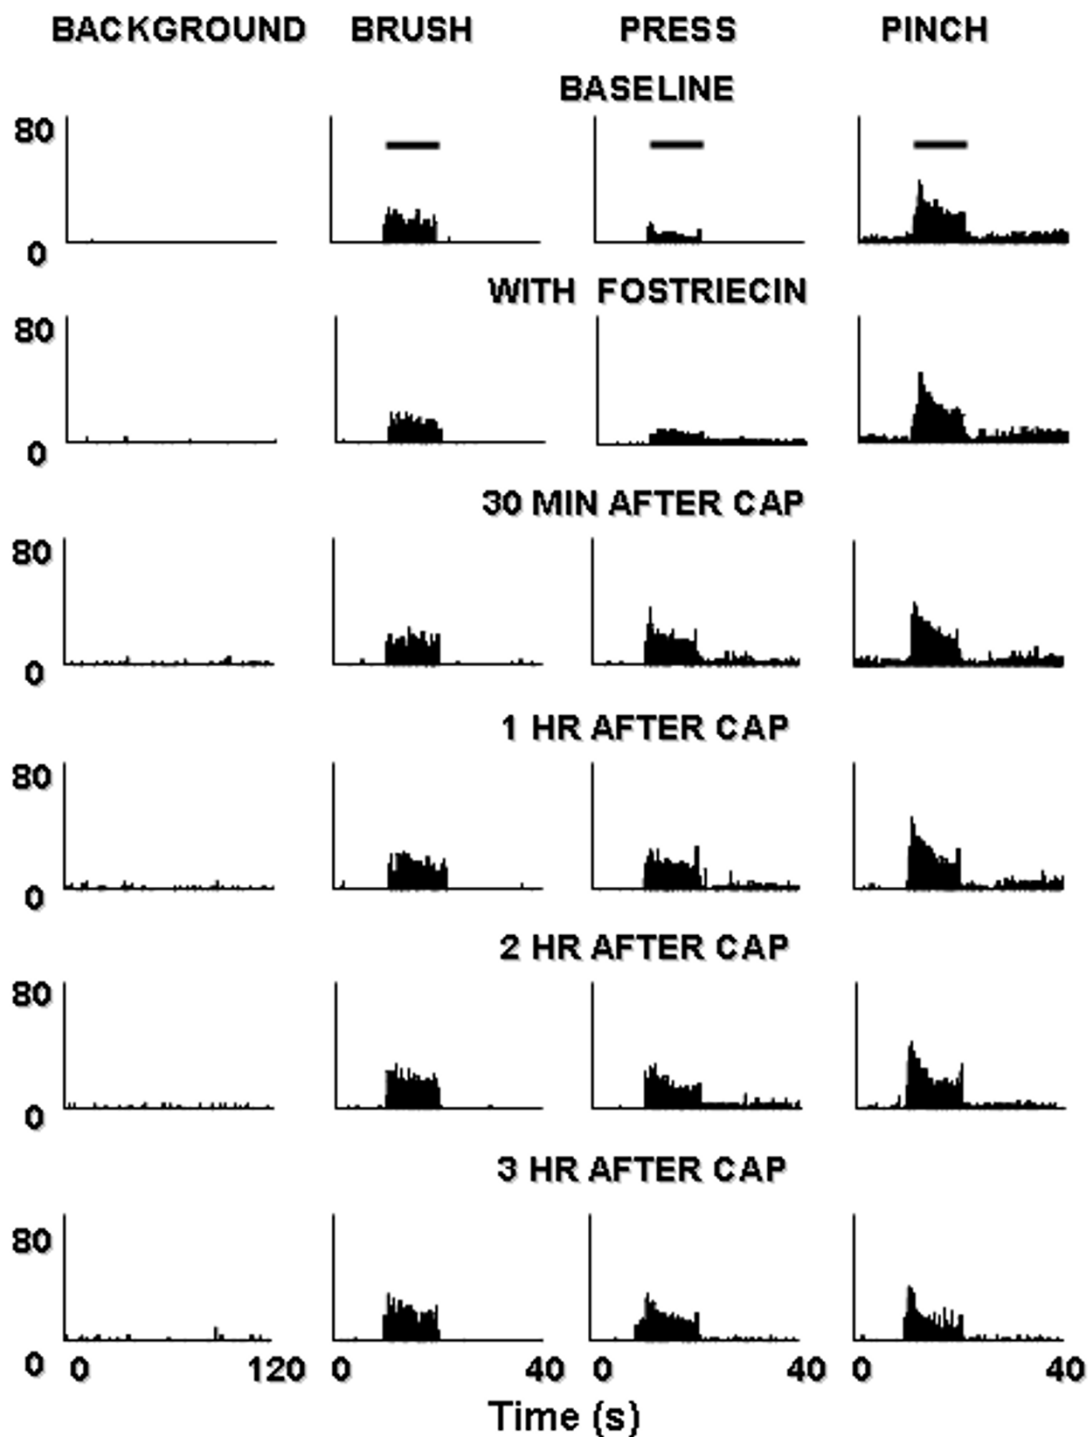 BACKGROUND BRUSH PRESS PINCH
BASELINE
80
0
WITH FOSTRIECIN
80
0
30 MIN AFTER CAP
80
0
1 HR AFTER CAP
80
0
2 HR AFTER CAP
80
0
3 HR AFTER CAP
80
0
0 120 0 40 0 40 0 40
Time (s)